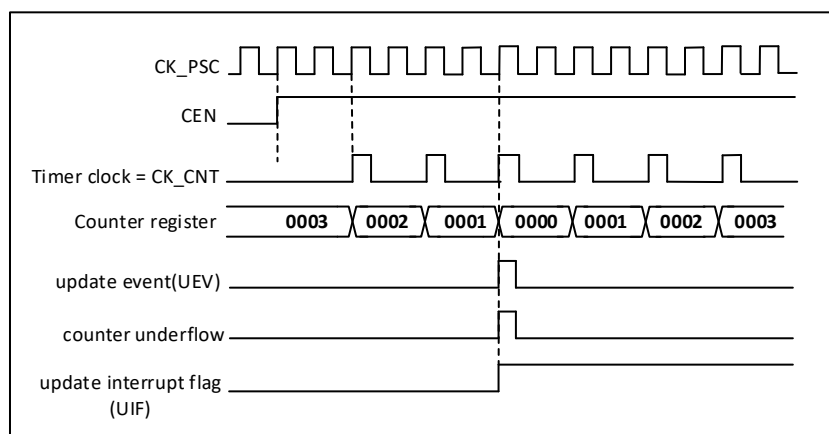 CK_PSC
CEN
Timer clock = CK_CNT
Counter register 0003 0002 0001 0000 0001 0002 0003
update event(UEV)
counter underflow
update interrupt flag
(UIF)